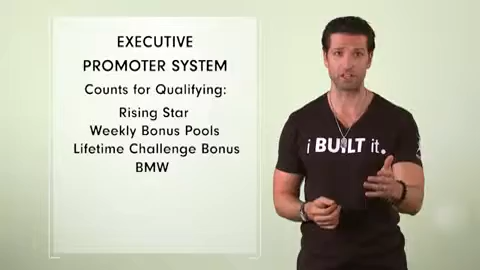 EXECUTIVE
PROMOTER SYSTEM
Counts for Qualifying:
Rising Star
Weekly Bonus Pools
Lifetime Challenge Bonus
BMW
i BUILT it.